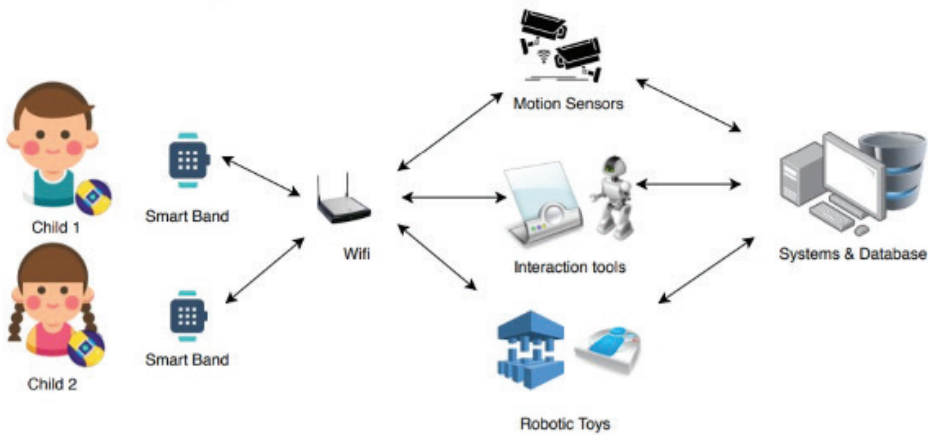 Motion Sensors
Child 1
Smart Band
Wifi
Interaction tools
Systems & Database
Smart Band
Child 2
Robotic Toys